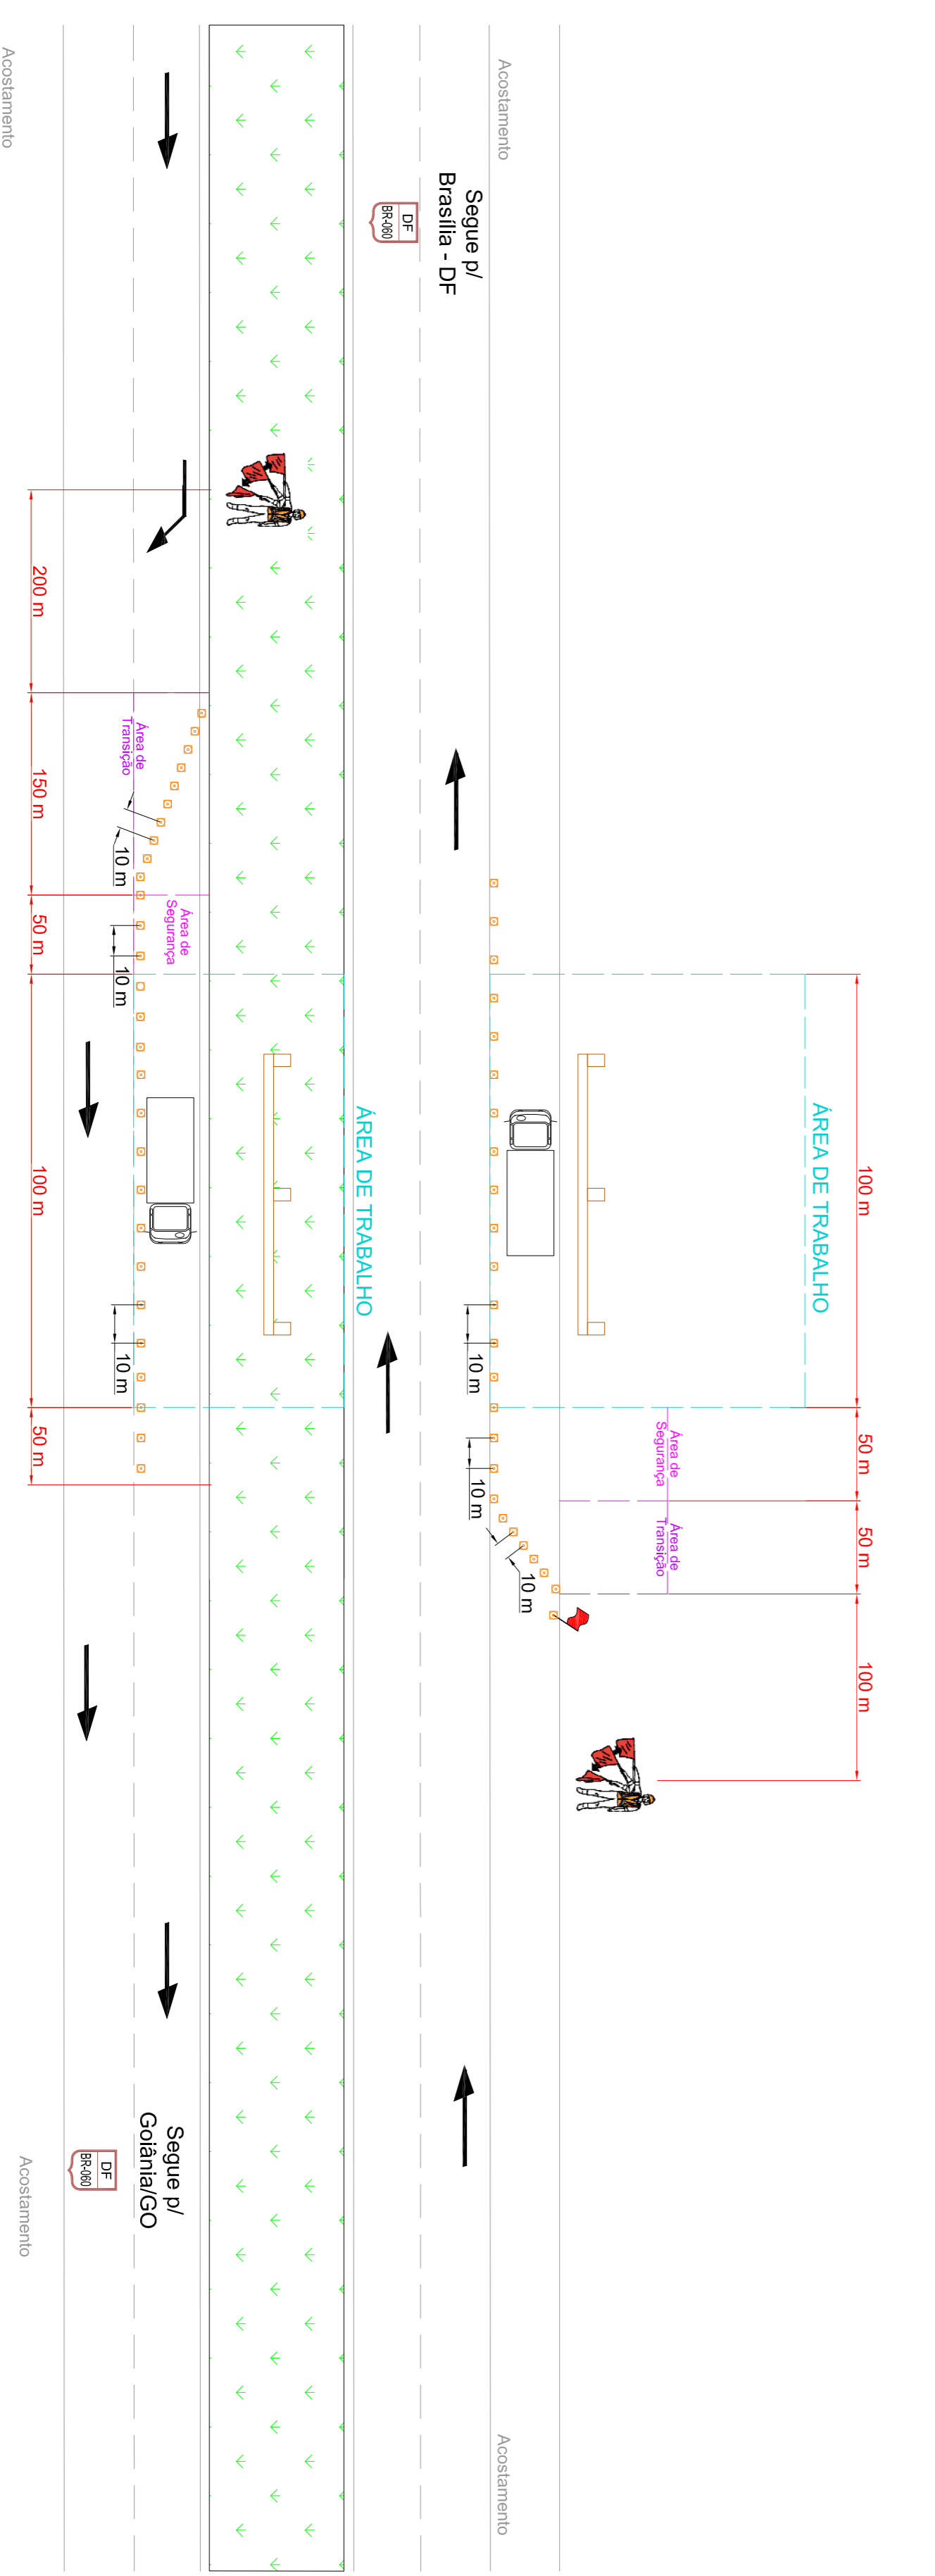 Acostamento
Segue p/
Brasília - DF
DF
BR-060
100 m
50 m
50 m
100 m
ÁREA DE TRABALHO
Área de
Segurança
Área de
Transição
10 m
10 m
10 m
Acostamento
ÁREA DE TRABALHO
Área de
Transição
Área de
Segurança
10 m
10 m
10 m
200 m
150 m
50 m
100 m
50 m
Segue p/
Goiânia/GO
DF
BR-060
Acostamento
Acostamento